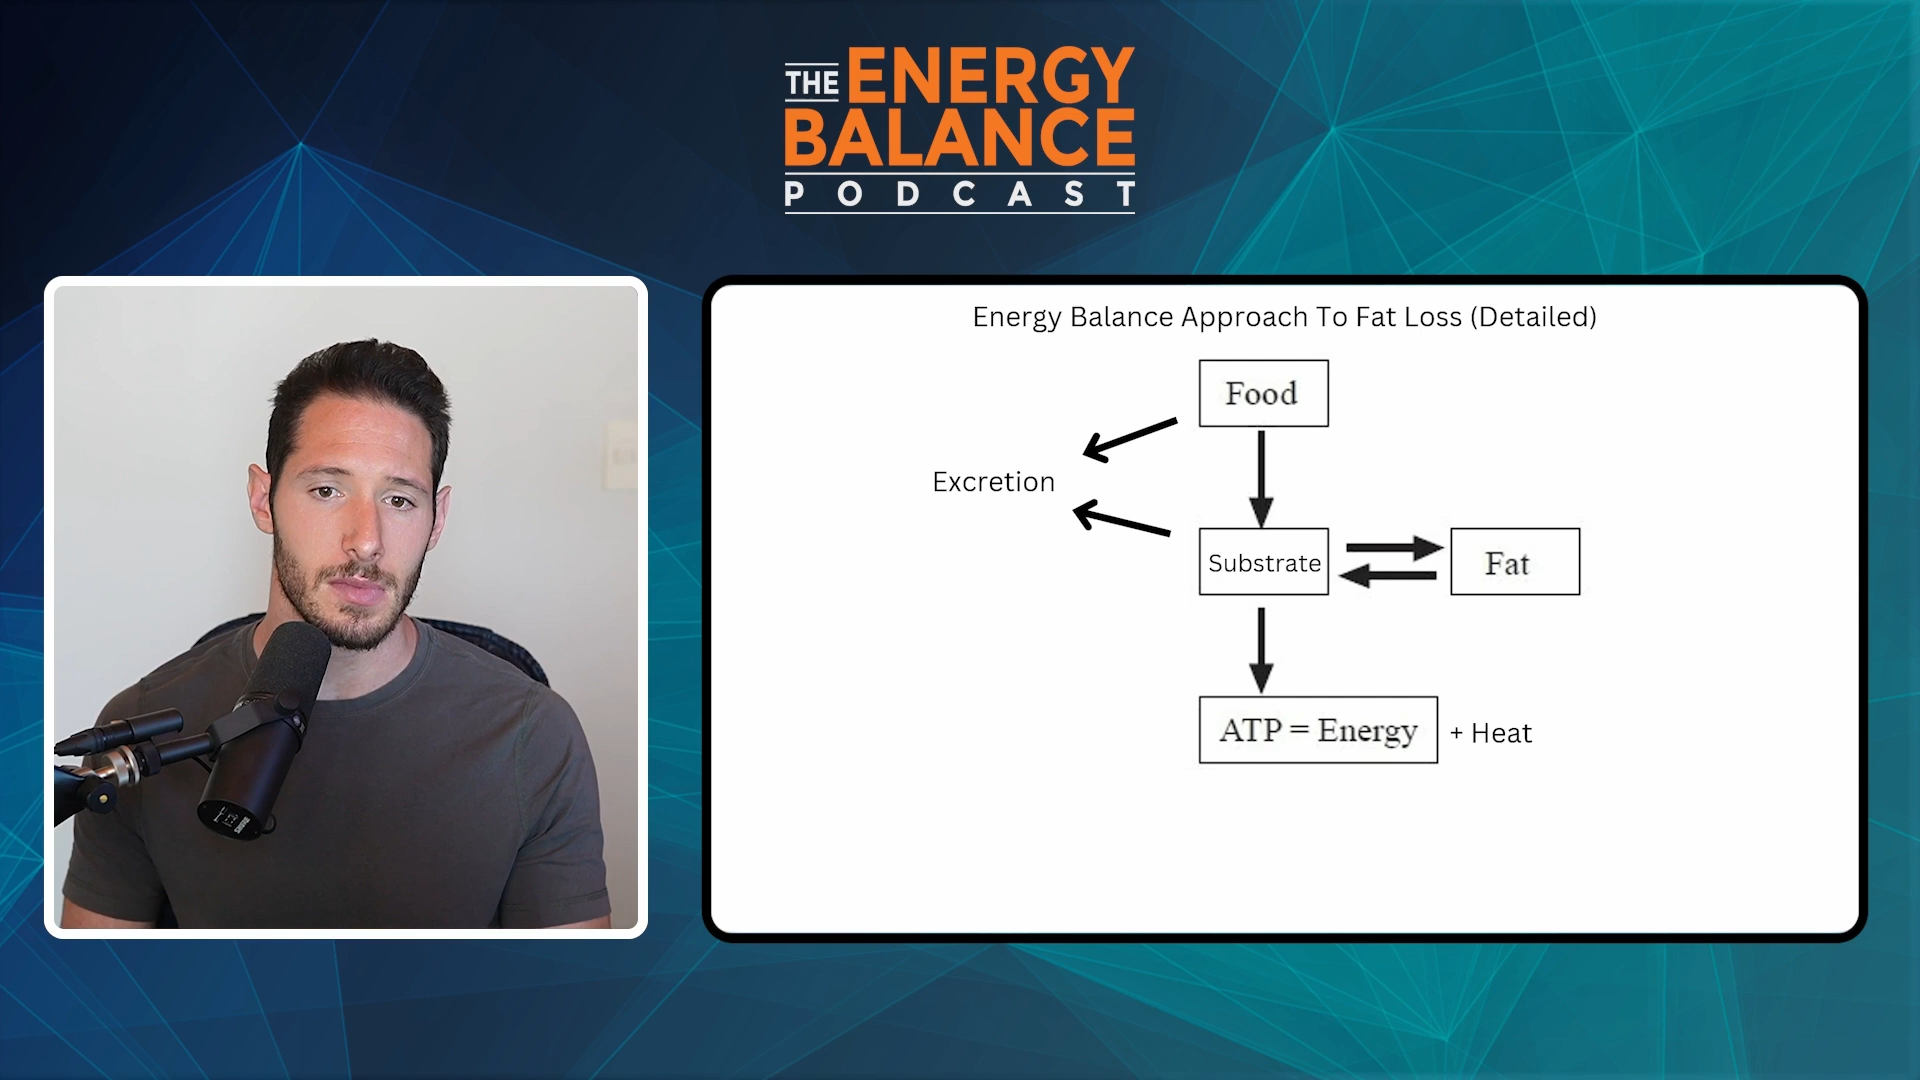 THE ENERGY
BALANCE
PODCAST
Energy Balance Approach To Fat Loss (Detailed)
Food
Excretion
Substrate
Fat
ATP = Energy + Heat